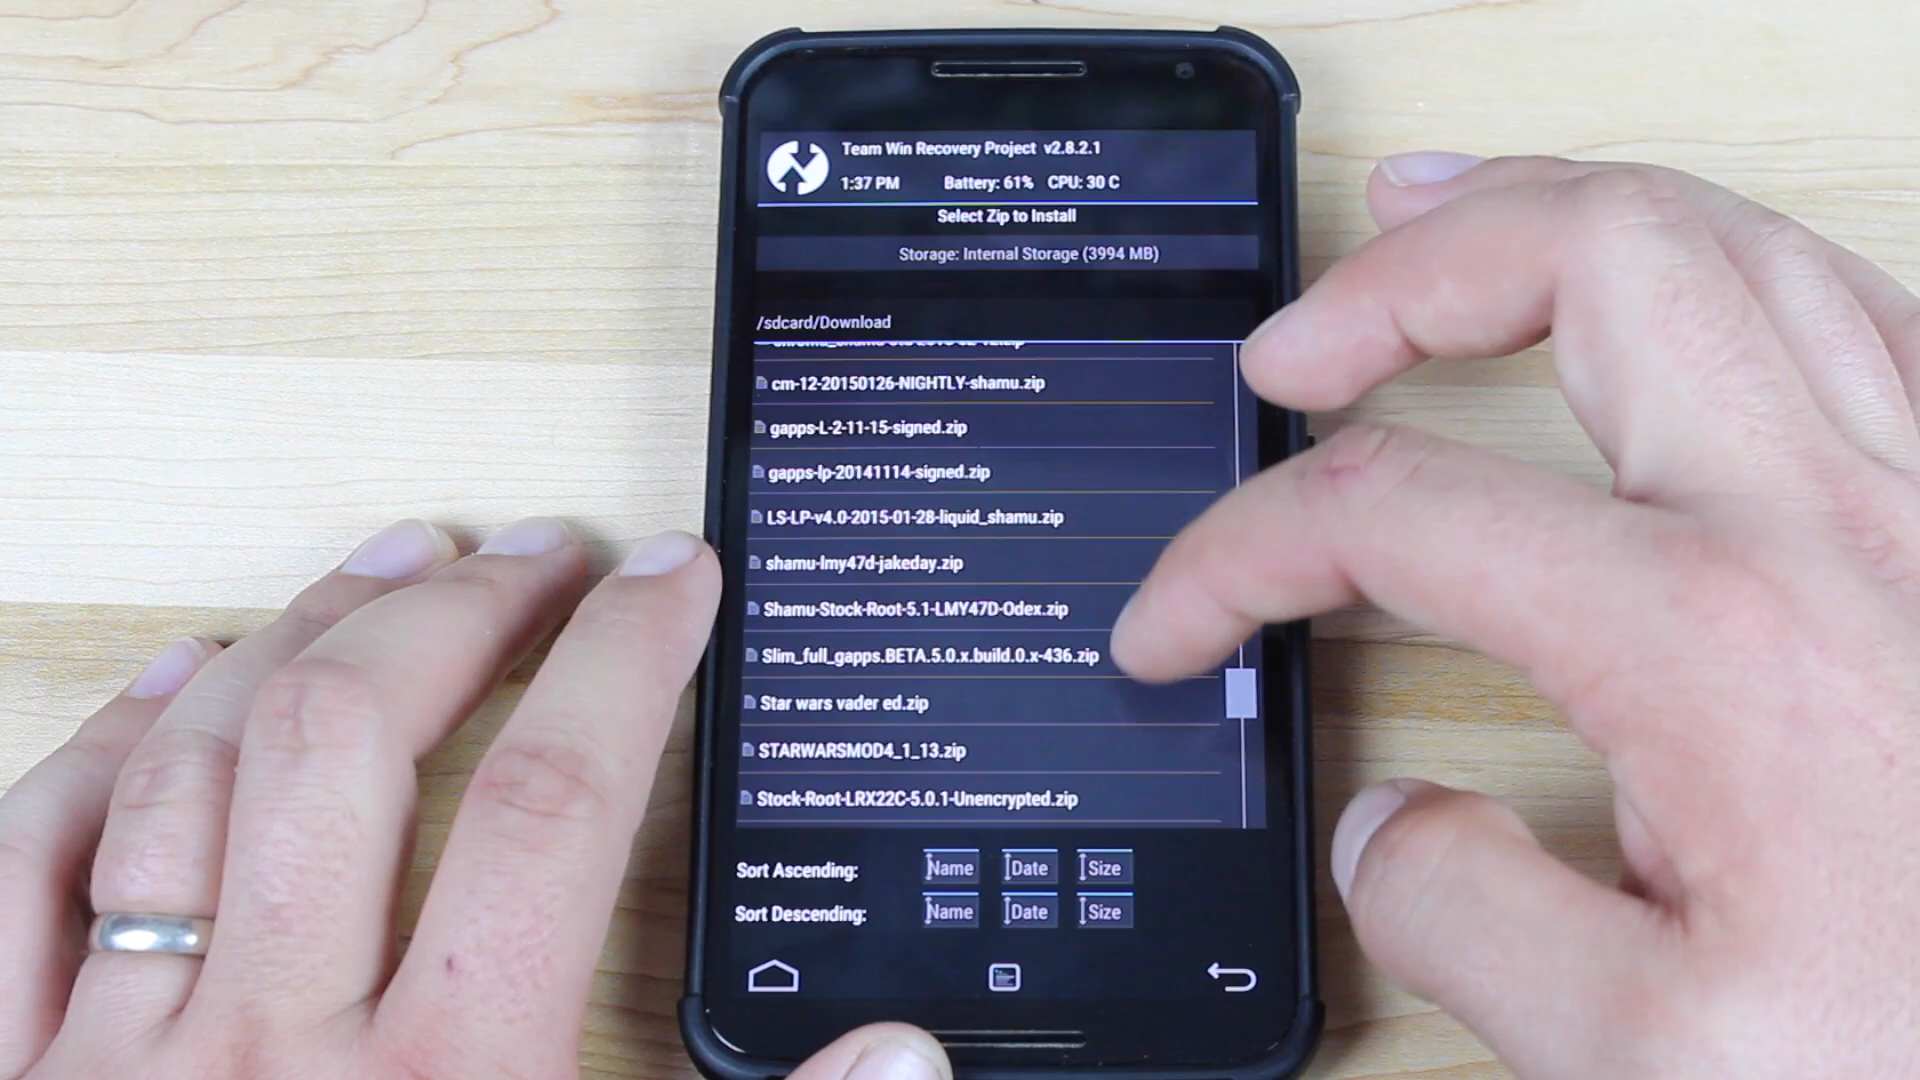 Team Win Recovery Project v2.8.2.1
1:37 PM Battery: 61% CPU: 30 C
Select Zip to Install
Storage: Internal Storage (3994 MB)
/sdcard/Download
cm-12-20150126-NIGHTLY-shamu.zip
gapps-L-2-11-15-signed.zip
gapps-lp-20141114-signed.zip
LS-LP-v4.0-2015-01-28-liquid_shamu.zip
shamu-lmy47d-jakeday.zip
Shamu-Stock-Root-5.1-LMY47D-Odex.zip
Slim_full_gapps.BETA.5.0.x.build.0.x-436.zip
Star wars vader ed.zip
STARWARSMOD4_1_13.zip
Stock-Root-LRX22C-5.0.1-Unencrypted.zip
Sort Ascending: Name Date Size
Sort Descending: Name Date Size